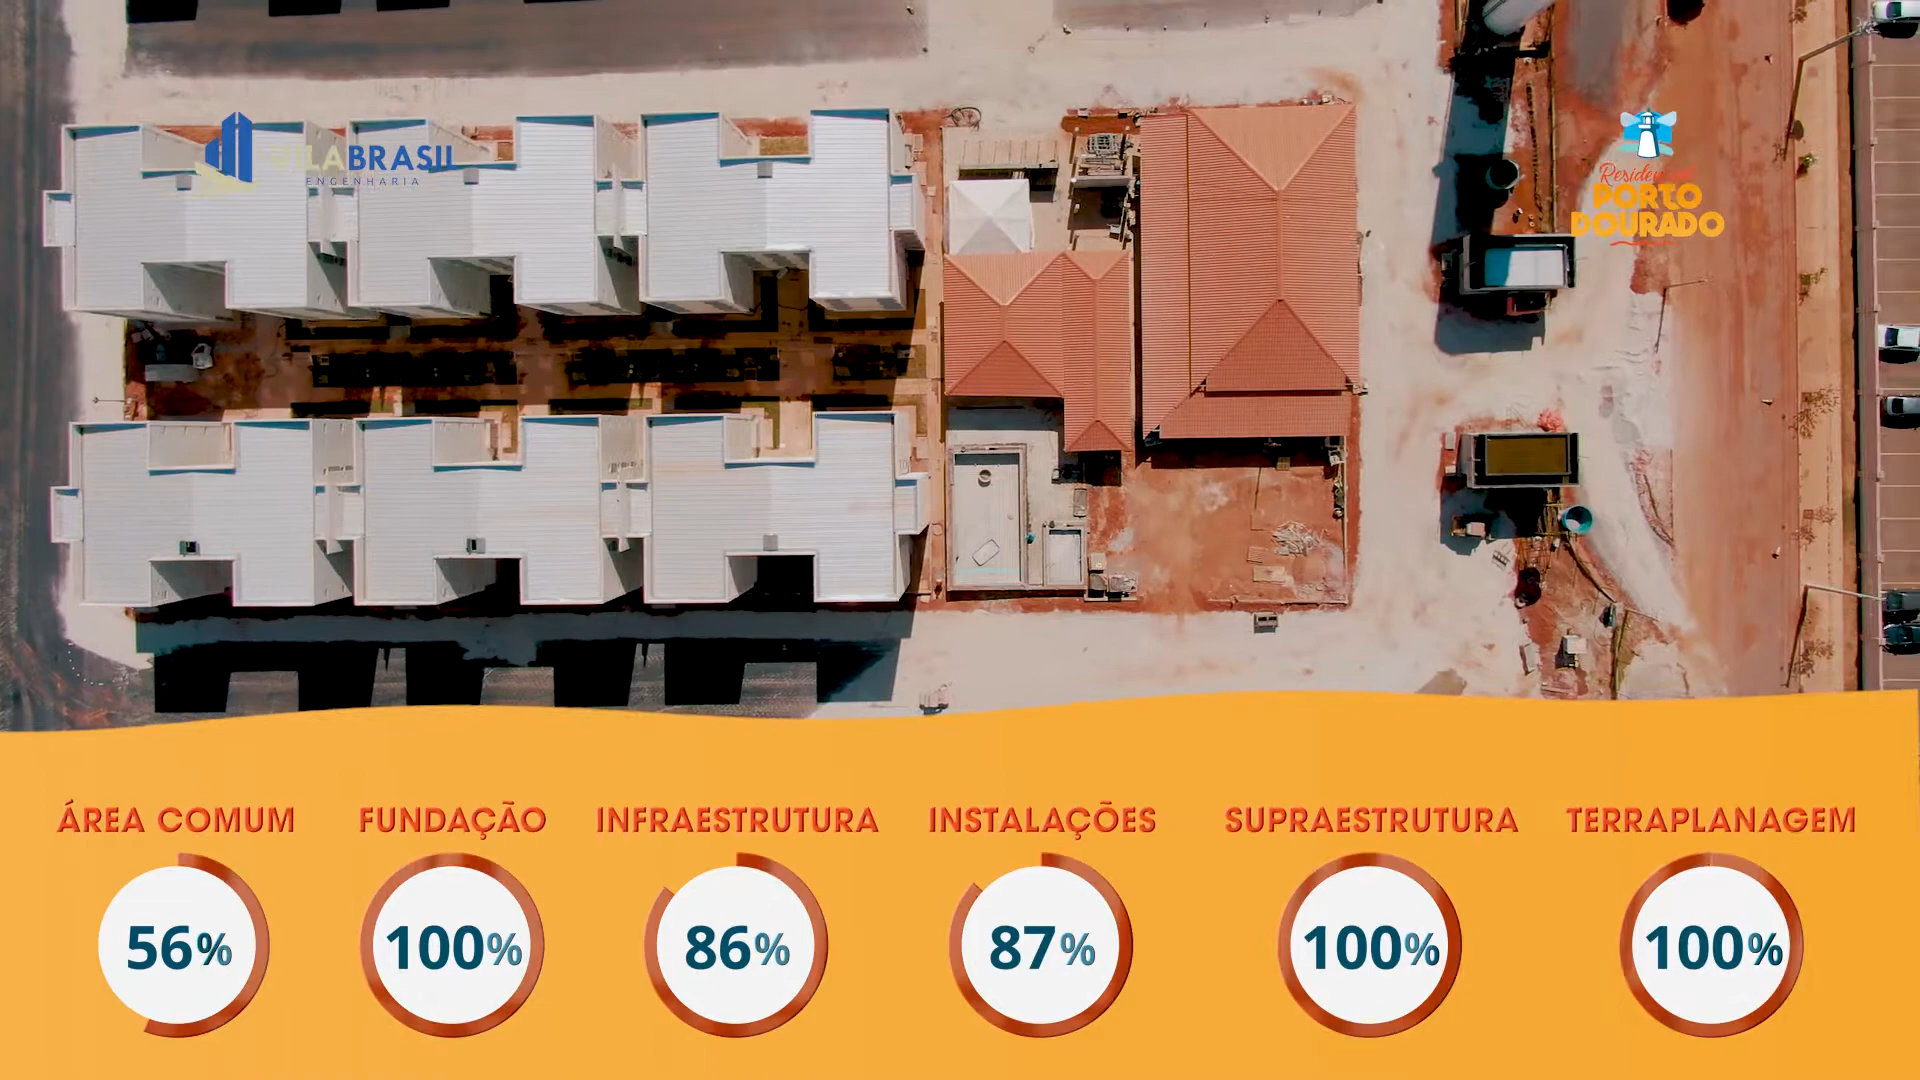 VILABRASIL
ENGENHARIA
Residencial
PORTO
DOURADO
ÁREA COMUM
FUNDAÇÃO
INFRAESTRUTURA
INSTALAÇÕES
SUPRAESTRUTURA
TERRAPLANAGEM
56%
100%
86%
87%
100%
100%